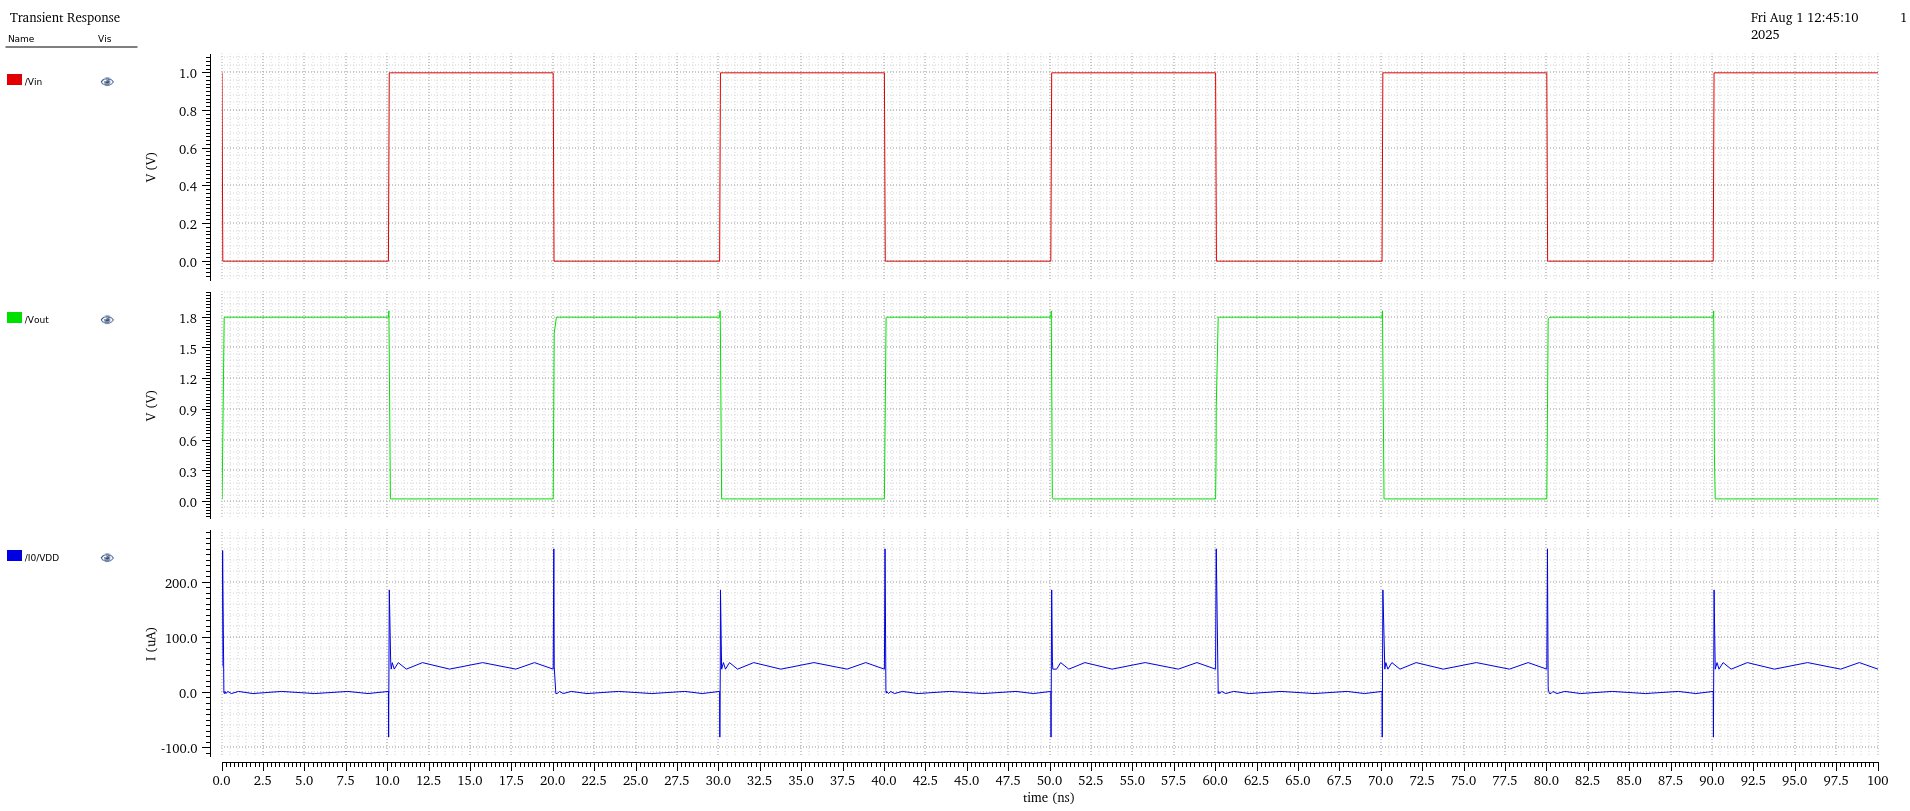 Transient Response
Fri Aug 1 12:45:10 1
2025
Name Vis
/Vin
1.0
0.8
0.6
0.4
0.2
0.0
V (V)
/Vout
1.8
1.5
1.2
0.9
0.6
0.3
0.0
V (V)
/I0/VDD
200.0
100.0
0.0
-100.0
I (uA)
0.0 2.5 5.0 7.5 10.0 12.5 15.0 17.5 20.0 22.5 25.0 27.5 30.0 32.5 35.0 37.5 40.0 42.5 45.0 47.5 50.0 52.5 55.0 57.5 60.0 62.5 65.0 67.5 70.0 72.5 75.0 77.5 80.0 82.5 85.0 87.5 90.0 92.5 95.0 97.5 100
time (ns)